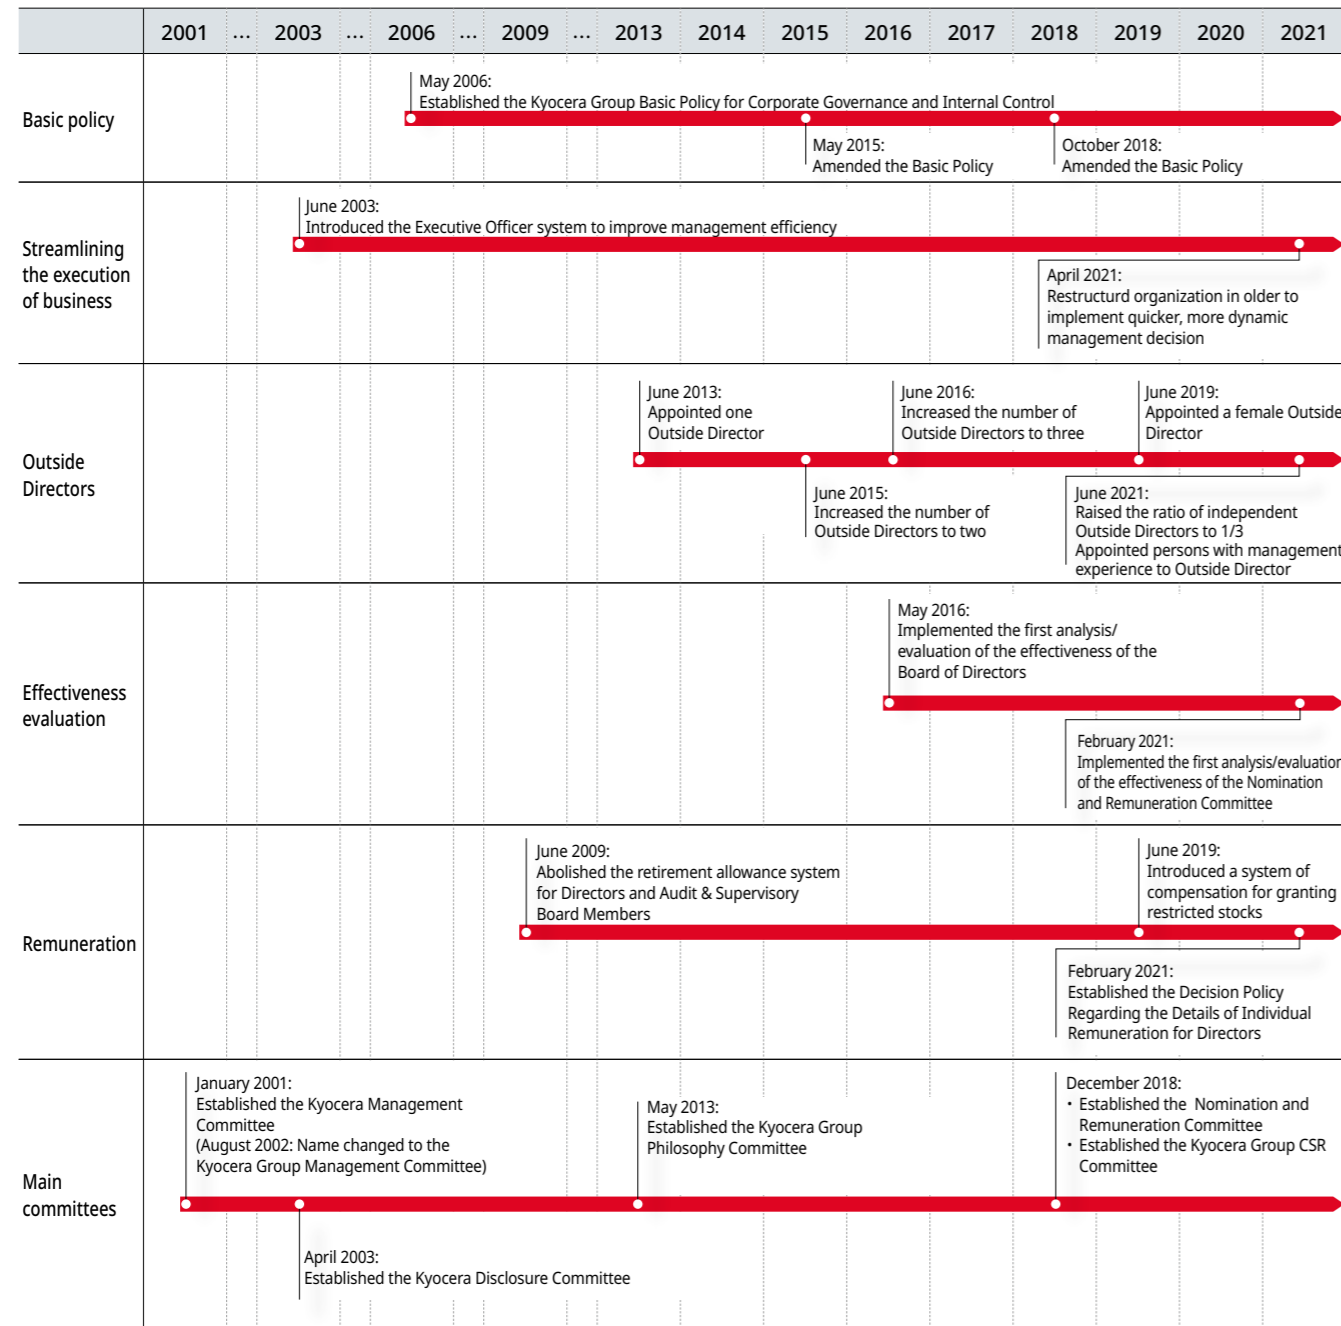 2001 ... 2003 ... 2006 ... 2009 ... 2013 2014 2015 2016 2017 2018 2019 2020 2021
Basic policy
May 2006:
Established the Kyocera Group Basic Policy for Corporate Governance and Internal Control
May 2015:
Amended the Basic Policy
October 2018:
Amended the Basic Policy
Streamlining
the execution
of business
June 2003:
Introduced the Executive Officer system to improve management efficiency
April 2021:
Restructurd organization in older to
implement quicker, more dynamic
management decision
Outside
Directors
June 2013:
Appointed one
Outside Director
June 2015:
Increased the number of
Outside Directors to two
June 2016:
Increased the number of
Outside Directors to three
June 2019:
Appointed a female Outside
Director
June 2021:
Raised the ratio of independent
Outside Directors to 1/3
Appointed persons with management
experience to Outside Director
Effectiveness
evaluation
May 2016:
Implemented the first analysis/
evaluation of the effectiveness of the
Board of Directors
February 2021:
Implemented the first analysis/evaluation
of the effectiveness of the Nomination
and Remuneration Committee
Remuneration
June 2009:
Abolished the retirement allowance system
for Directors and Audit & Supervisory
Board Members
June 2019:
Introduced a system of
compensation for granting
restricted stocks
February 2021:
Established the Decision Policy
Regarding the Details of Individual
Remuneration for Directors
Main
committees
January 2001:
Established the Kyocera Management
Committee
(August 2002: Name changed to the
Kyocera Group Management Committee)
April 2003:
Established the Kyocera Disclosure Committee
May 2013:
Established the Kyocera Group
Philosophy Committee
December 2018:
・Established the Nomination and
Remuneration Committee
・Established the Kyocera Group CSR
Committee